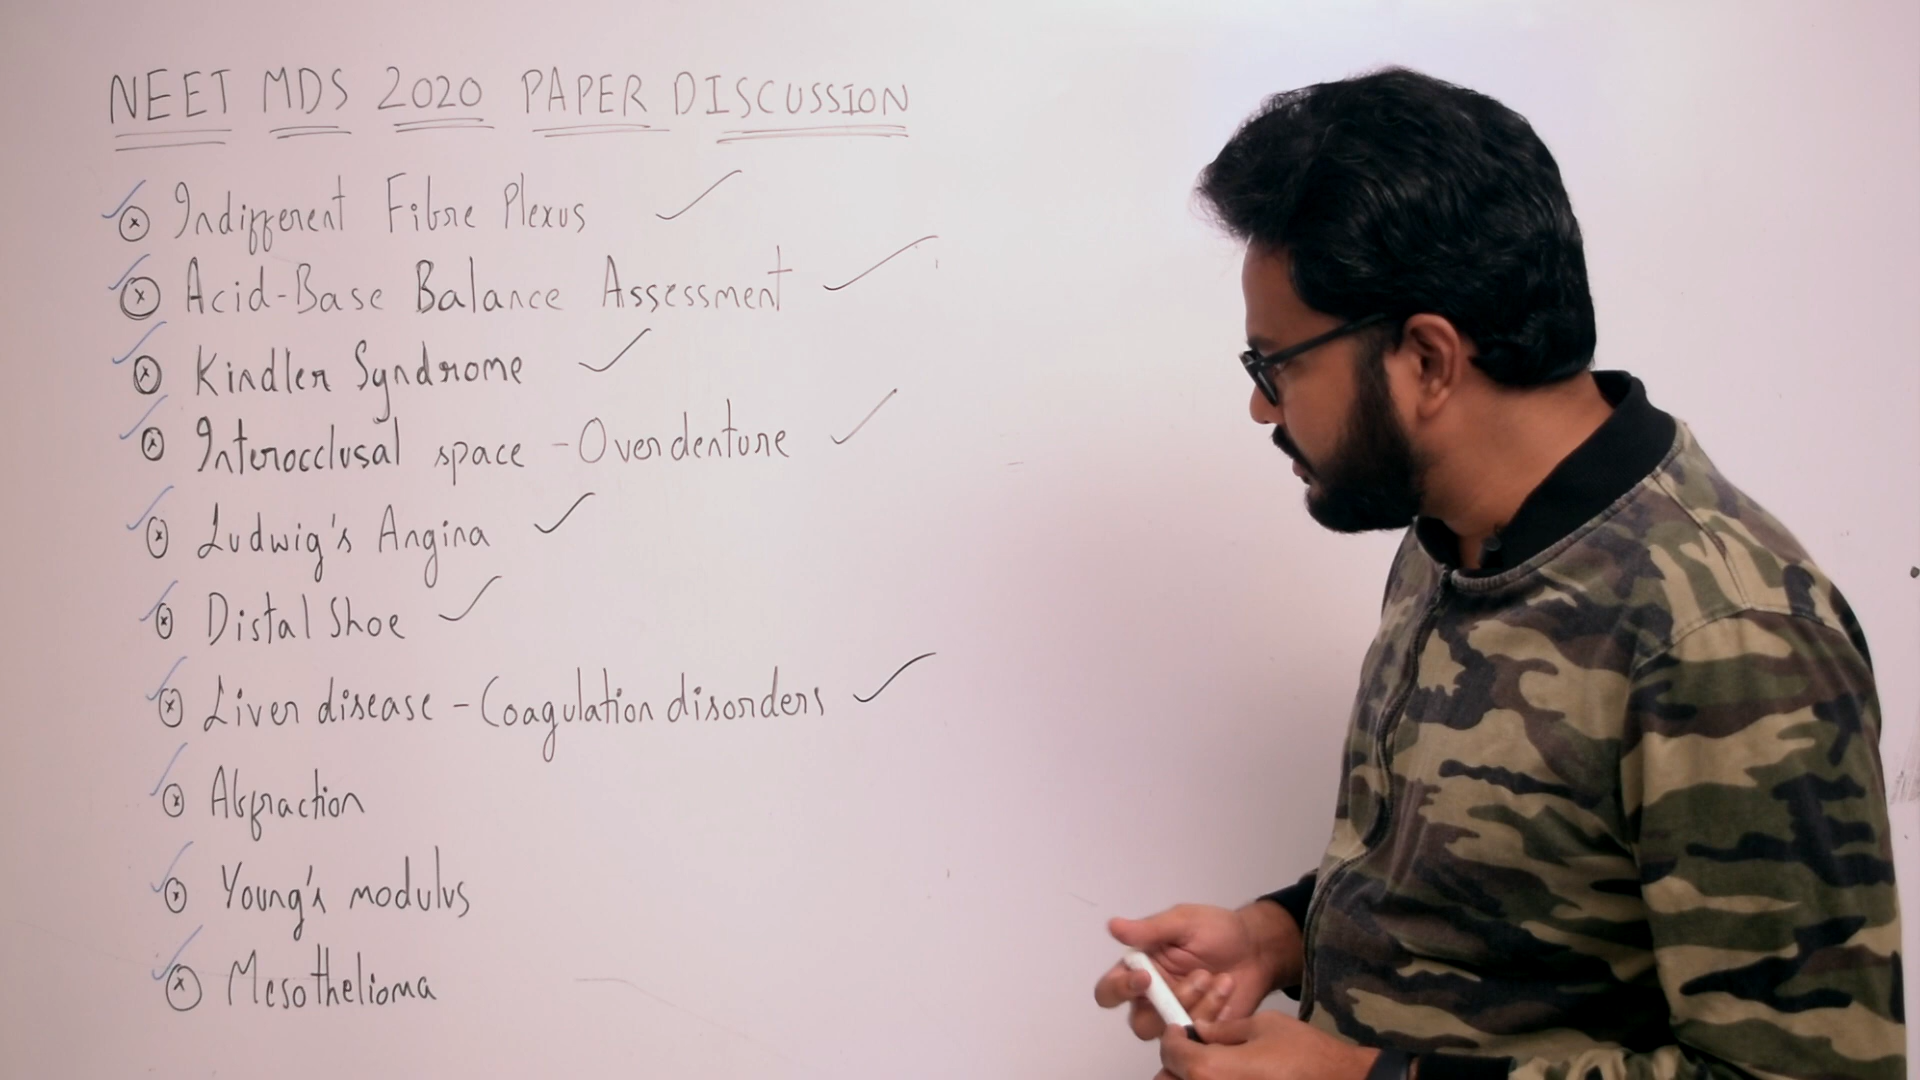 NEET MDS 2020 PAPER DISCUSSION
Indifferent Fibre Plexus
Acid-Base Balance Assessment
Kindler Syndrome
Interocclusal space - Overdenture
Ludwig's Angina
Distal Shoe
Liver disease - Coagulation disorders
Abfraction
Young's modulus
Mesothelioma